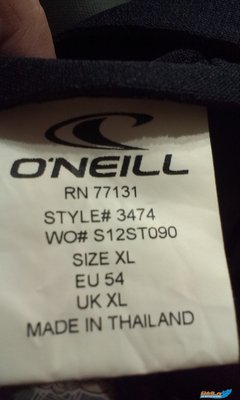 O'NEILL
RN 77131
STYLE# 3474
WO# S12ST090
SIZE XL
EU 54
UK XL
MADE IN THAILAND